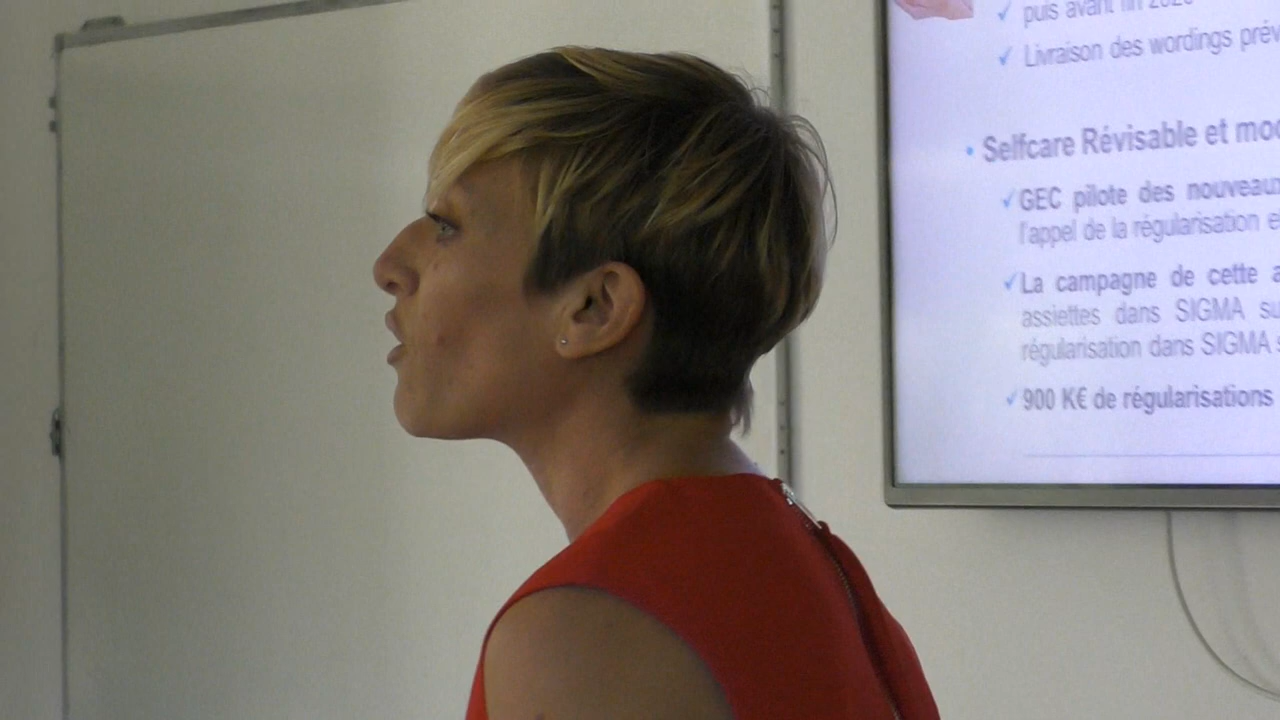 puis avant fin 2020
Livraison des wordings prév
• Selfcare Révisable et mo
GEC pilote des nouveaux
l'appel de la régularisation e
La campagne de cette a
assiettes dans SIGMA su
régularisation dans SIGMA s
900 K€ de régularisations